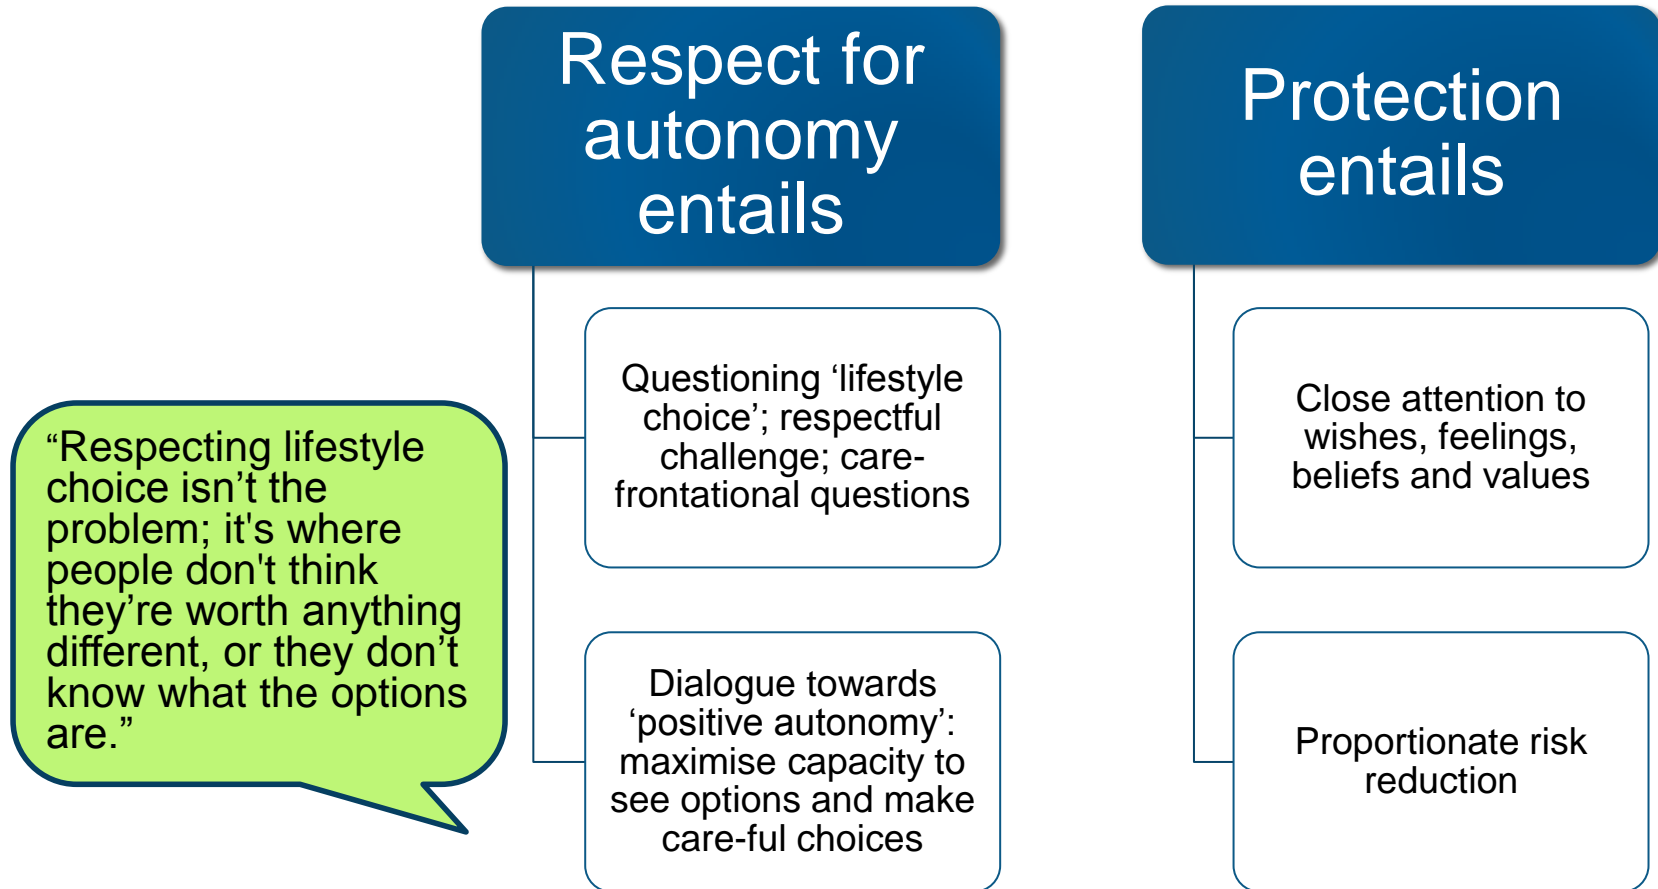 Respect for
autonomy
entails
Questioning ‘lifestyle
choice’; respectful
challenge; care-
frontational questions
Dialogue towards
‘positive autonomy’:
maximise capacity to
see options and make
care-ful choices
Protection
entails
Close attention to
wishes, feelings,
beliefs and values
Proportionate risk
reduction
“Respecting lifestyle
choice isn’t the
problem; it's where
people don't think
they’re worth anything
different, or they don’t
know what the options
are.”